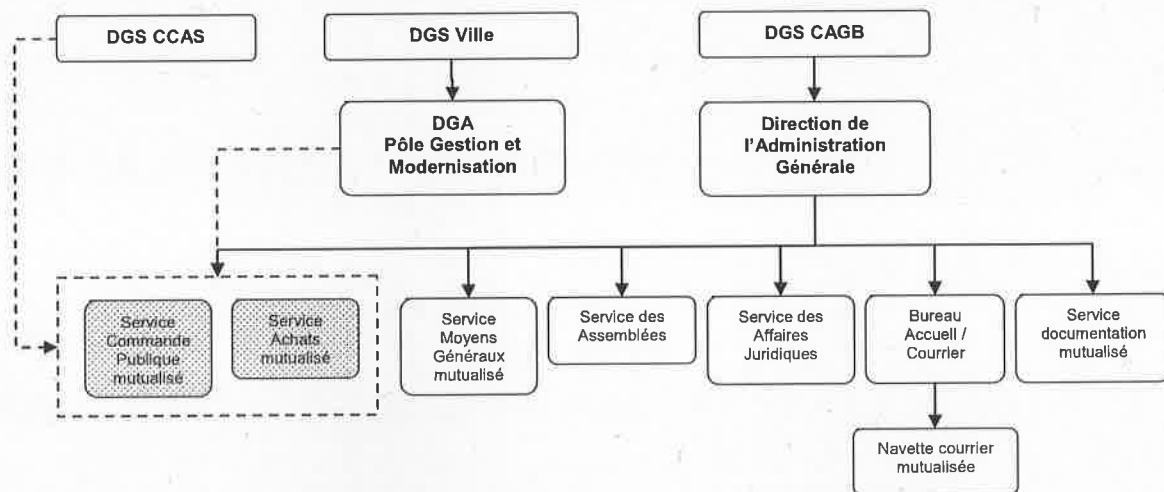 DGS CCAS
DGS Ville
DGS CAGB
DGA
Pôle Gestion et
Modernisation
Direction de
l'Administration
Générale
Service
Commande
Publique
mutualisé
Service
Achats
mutualisé
Service
Moyens
Généraux
mutualisé
Service des
Assemblées
Service des
Affaires
Juridiques
Bureau
Accueil /
Courrier
Service
documentation
mutualisé
Navette courrier
mutualisée